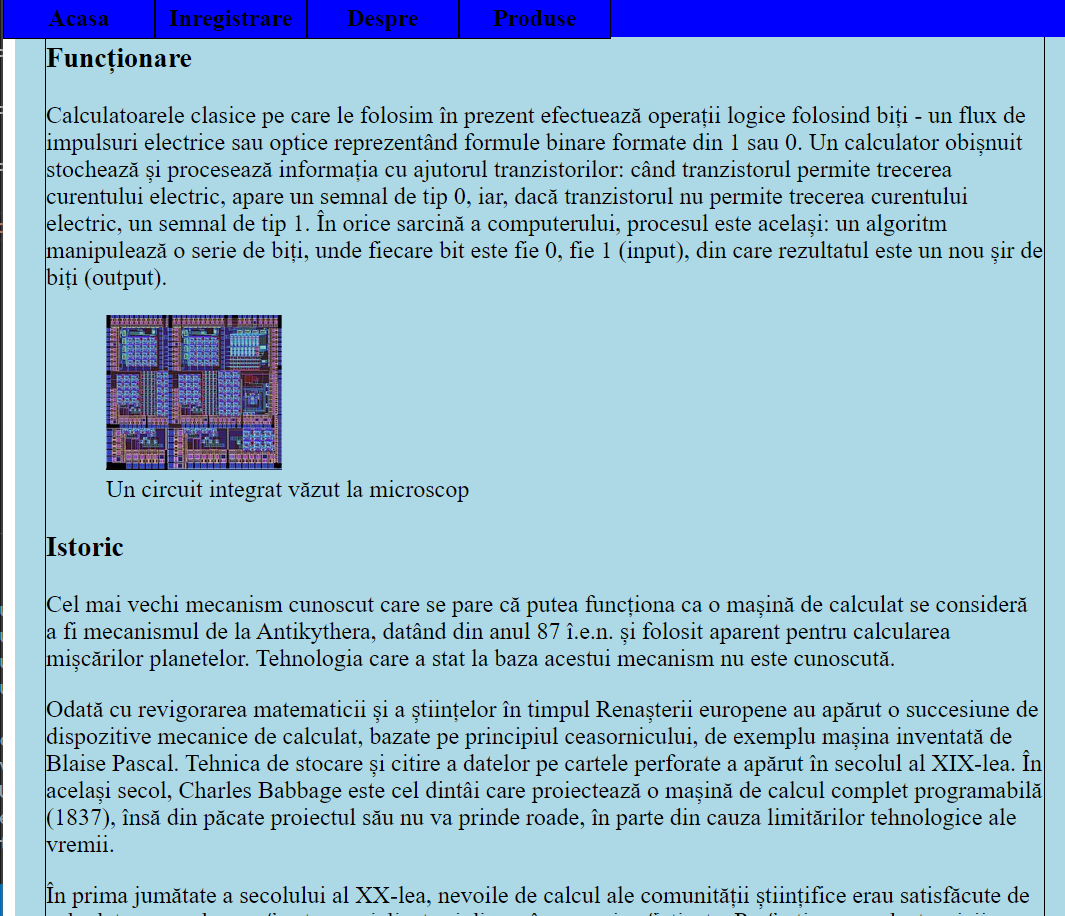 Acasa Inregistrare Despre Produse
Funcționare
Calculatoarele clasice pe care le folosim în prezent efectuează operații logice folosind biți - un flux de
impulsuri electrice sau optice reprezentând formule binare formate din 1 sau 0. Un calculator obișnuit
stochează și procesează informația cu ajutorul tranzistorilor: când tranzistorul permite trecerea
curentului electric, apare un semnal de tip 0, iar, dacă tranzistorul nu permite trecerea curentului
electric, un semnal de tip 1. În orice sarcină a computerului, procesul este același: un algoritm
manipulează o serie de biți, unde fiecare bit este fie 0, fie 1 (input), din care rezultatul este un nou șir de
biți (output).
Un circuit integrat văzut la microscop
Istoric
Cel mai vechi mecanism cunoscut care se pare că putea funcționa ca o mașină de calculat se consideră
a fi mecanismul de la Antikythera, datând din anul 87 î.e.n. și folosit aparent pentru calcularea
mișcărilor planetelor. Tehnologia care a stat la baza acestui mecanism nu este cunoscută.
Odată cu revigorarea matematicii și a științelor în timpul Renașterii europene au apărut o succesiune de
dispozitive mecanice de calculat, bazate pe principiul ceasornicului, de exemplu mașina inventată de
Blaise Pascal. Tehnica de stocare și citire a datelor pe cartele perforate a apărut în secolul al XIX-lea. În
același secol, Charles Babbage este cel dintâi care proiectează o mașină de calcul complet programabilă
(1837), însă din păcate proiectul său nu va prinde roade, în parte din cauza limitărilor tehnologice ale
vremii.
În prima jumătate a secolului al XX-lea, nevoile de calcul ale comunității științifice erau satisfăcute de